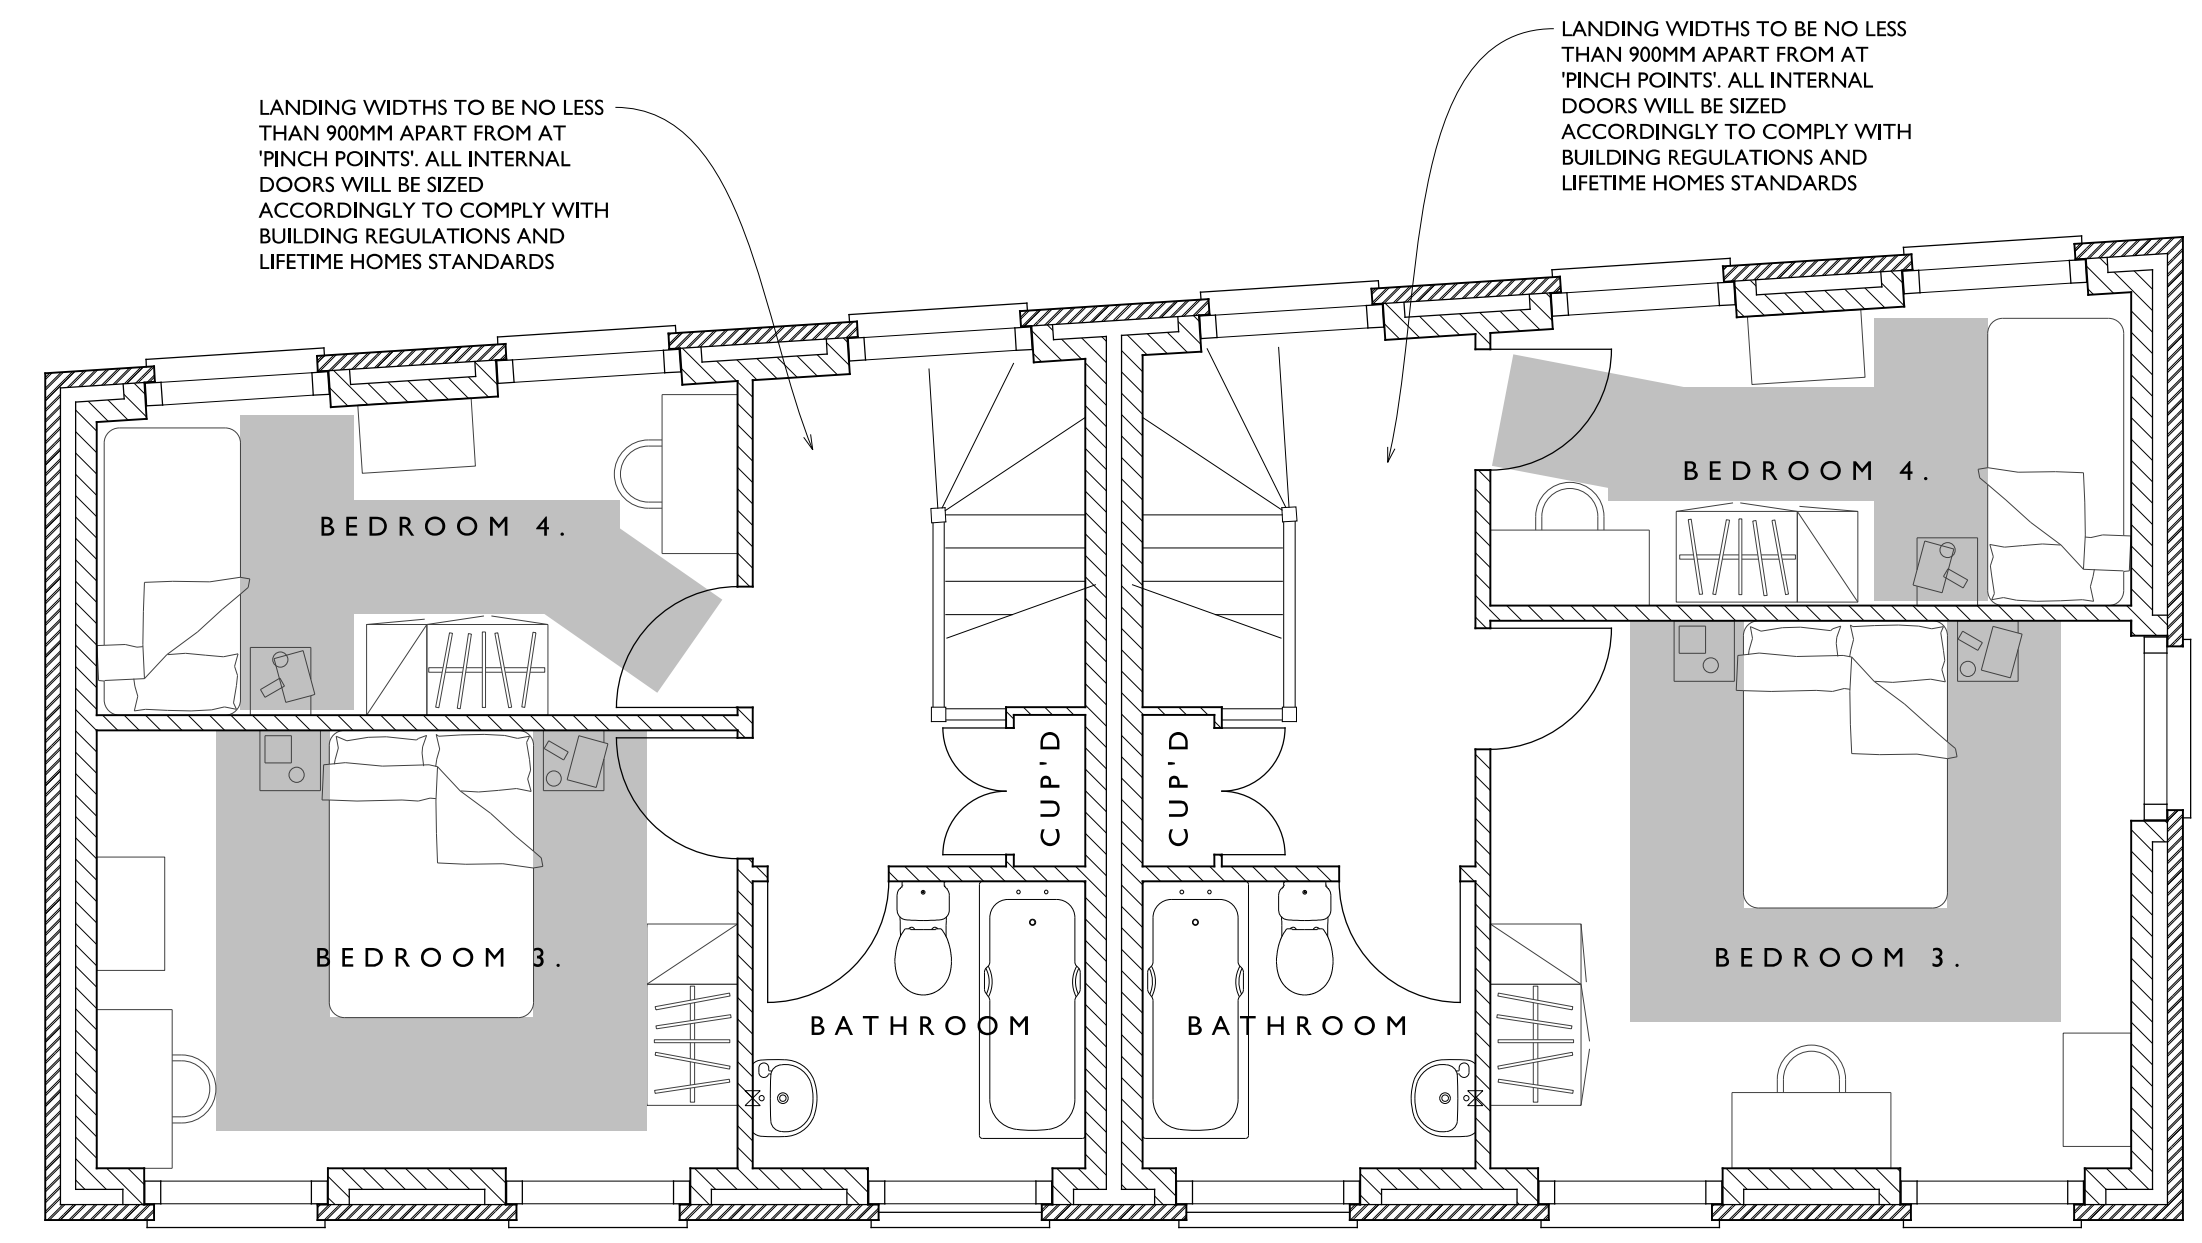 LANDING WIDTHS TO BE NO LESS
THAN 900MM APART FROM AT
'PINCH POINTS'. ALL INTERNAL
DOORS WILL BE SIZED
ACCORDINGLY TO COMPLY WITH
BUILDING REGULATIONS AND
LIFETIME HOMES STANDARDS
LANDING WIDTHS TO BE NO LESS
THAN 900MM APART FROM AT
'PINCH POINTS'. ALL INTERNAL
DOORS WILL BE SIZED
ACCORDINGLY TO COMPLY WITH
BUILDING REGULATIONS AND
LIFETIME HOMES STANDARDS
BEDROOM 4.
BEDROOM 4.
CUP'D
CUP'D
BEDROOM 3.
BEDROOM 3.
BATHROOM
BATHROOM